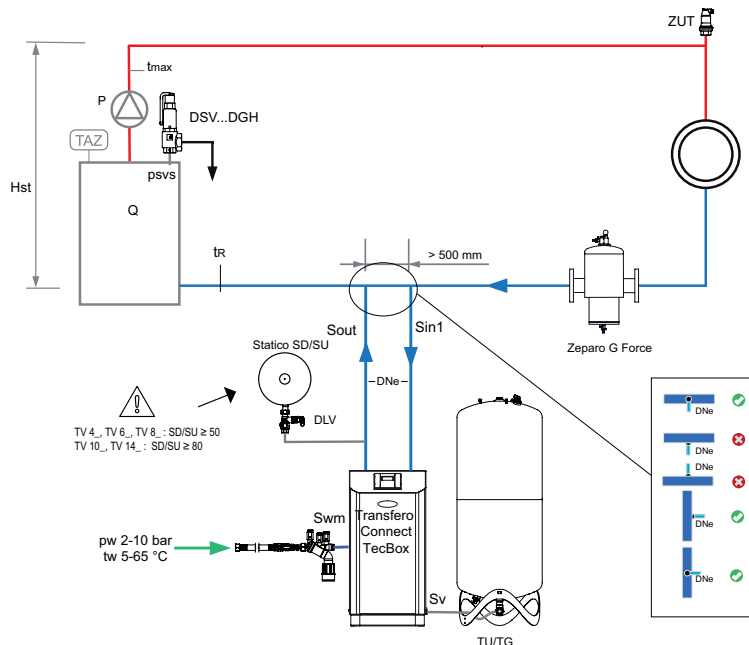 ZUT
tmax
P
DSV...DGH
TAZ
psvs
Hst
Q
tR
> 500 mm
Sout
Sin1
Zeparo G Force
Statico SD/SU
DNe
DLV
TV 4_, TV 6_, TV 8_ : SD/SU ≥ 50
TV 10_, TV 14_ : SD/SU ≥ 80
Swm
Transfero
Connect
TecBox
pw 2-10 bar
tw 5-65 °C
Sv
TU/TG
DNe
DNe
DNe
DNe
DNe